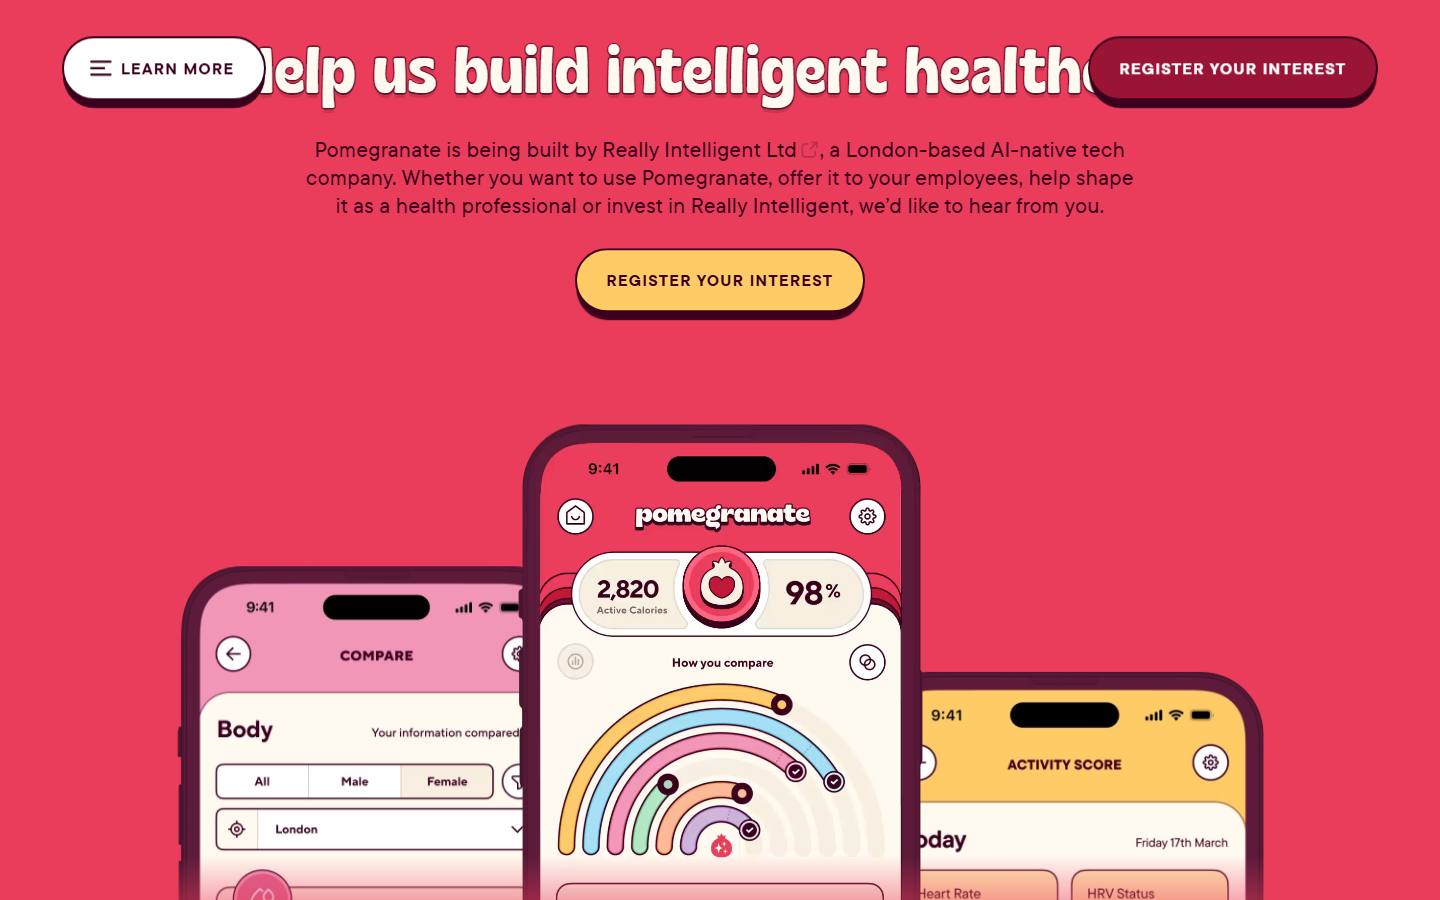 LEARN MORE
elp us build intelligent
REGISTER YOUR INTEREST
Pomegranate is being built by Really Intelligent Ltd, a London-based AI-native tech
company. Whether you want to use Pomegranate, offer it to your employees, help shape
it as a health professional or invest in Really Intelligent, we'd like to hear from you.
REGISTER YOUR INTEREST
9:41
pomegranate
2,820
Active Calories
98%
How you compare
9:41
COMPARE
Body
Your information compared
All
Male
Female
London
9:41
ACTIVITY SCORE
oday
Friday 17th March
Heart Rate
HRV Status